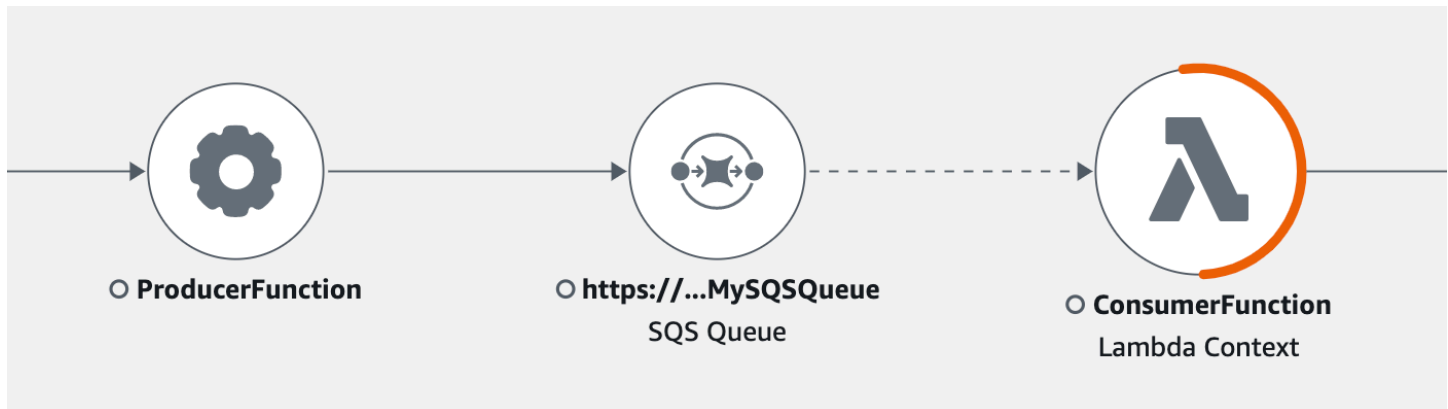 ProducerFunction
https://...MySQSQueue
SQS Queue
ConsumerFunction
Lambda Context